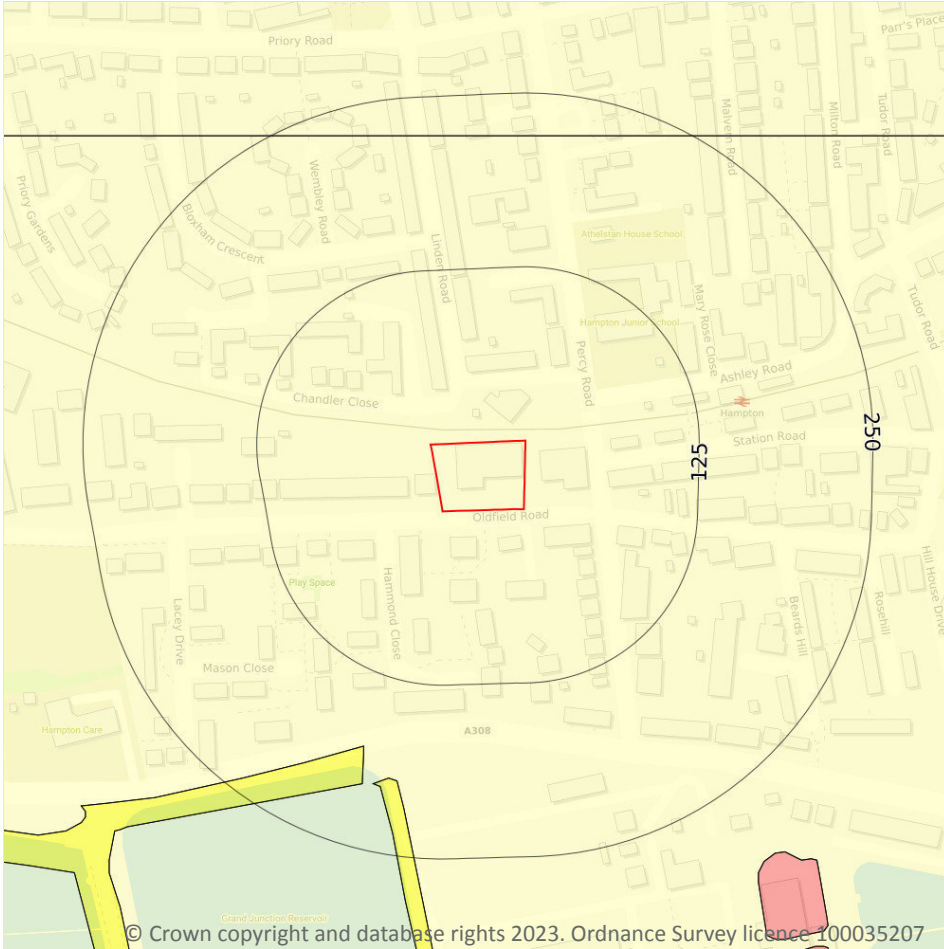 Priory Road
Parr's Place
Malvern Road
Milton Road
Tudor Road
Priory Gardens
Wembley Road
Bloxham Crescent
Linden Road
Athelstan House School
Mary Rose Close
Tudor Road
Hampton Junior School
Percy Road
Ashley Road
Chandler Close
Hampton
Station Road
250
125
Oldfield Road
Play Space
Hammond Close
Lacey Drive
Beards Hill
Rosehill
Hill House Drive
Mason Close
Hampton Care
A308
Grand Junction Reservoir
© Crown copyright and database rights 2023. Ordnance Survey licence 100035207